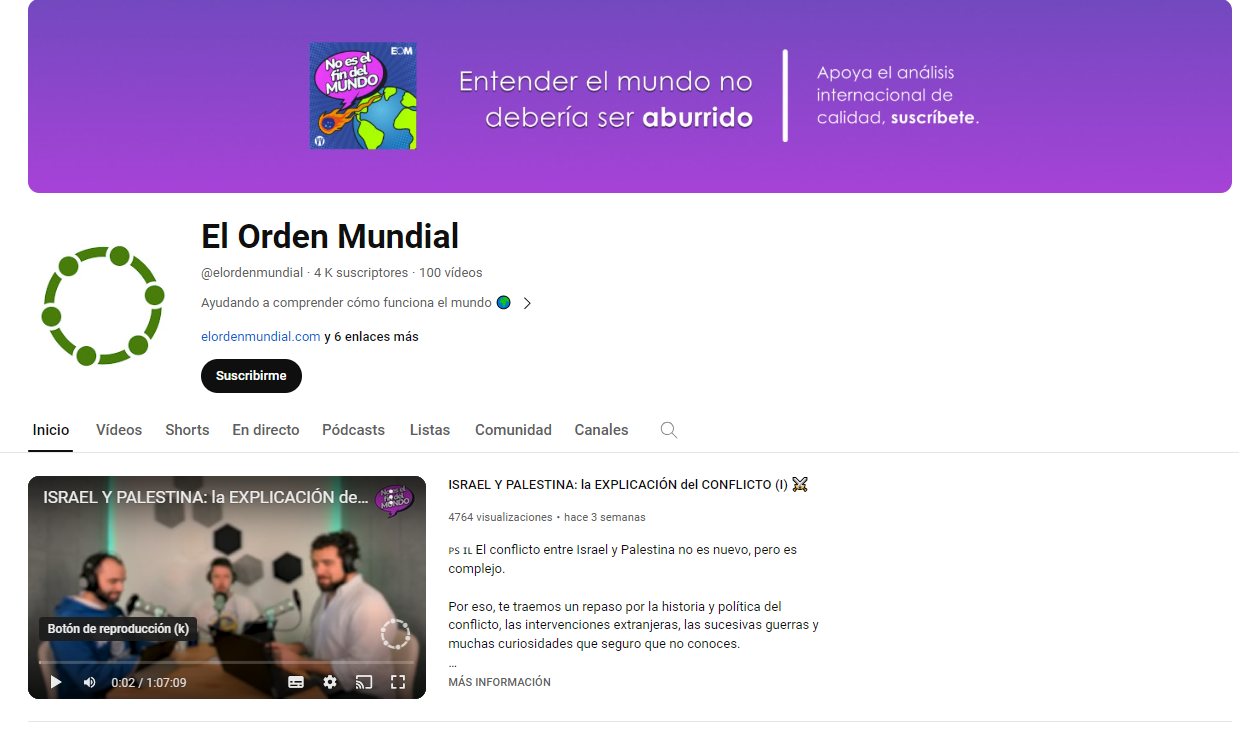 No es el
fin del
MUNDO
EOM
Entender el mundo no
debería ser aburrido
Apoya el análisis
internacional de
calidad, suscríbete.
El Orden Mundial
@elordenmundial · 4 K suscriptores · 100 vídeos
Ayudando a comprender cómo funciona el mundo 🌍
elordenmundial.com y 6 enlaces más
Suscribirme
Inicio Vídeos Shorts En directo Pódcasts Listas Comunidad Canales
ISRAEL Y PALESTINA: la EXPLICACIÓN de...
No es el
fin del
MUNDO
Botón de reproducción (k)
0:02 / 1:07:09
ISRAEL Y PALESTINA: la EXPLICACIÓN del CONFLICTO (I) ⚔
4764 visualizaciones • hace 3 semanas
PS IL El conflicto entre Israel y Palestina no es nuevo, pero es
complejo.
Por eso, te traemos un repaso por la historia y política del
conflicto, las intervenciones extranjeras, las sucesivas guerras y
muchas curiosidades que seguro que no conoces.
...
MÁS INFORMACIÓN